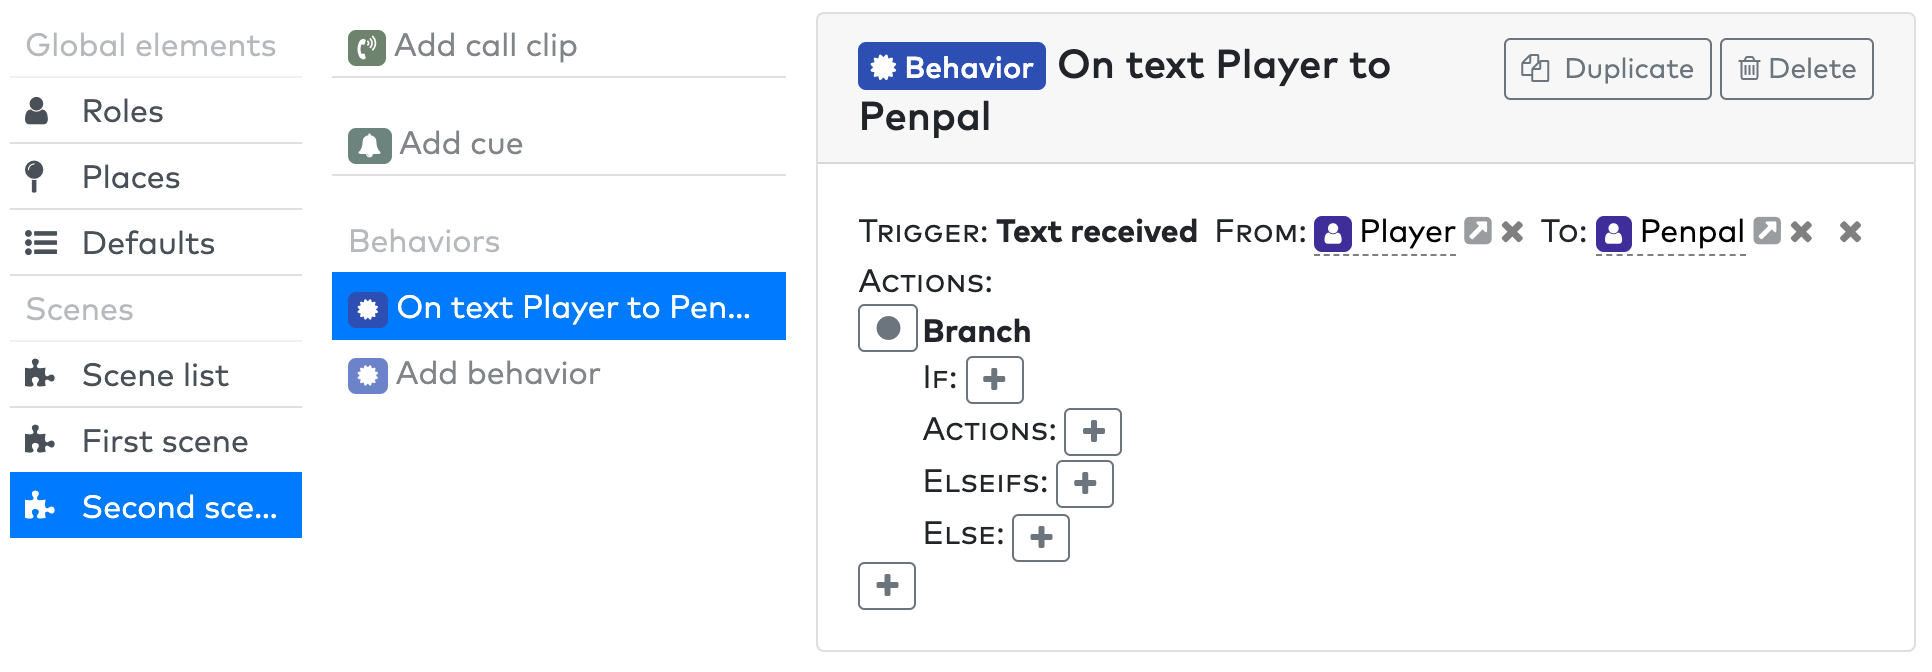 Global elements
Roles
Places
Defaults
Scenes
Scene list
First scene
Second sce...
Add call clip
Add cue
Behaviors
On text Player to Pen...
Add behavior
Behavior On text Player to
Penpal
Duplicate
Delete
TRIGGER: Text received FROM: Player TO: Penpal
ACTIONS:
Branch
IF:
ACTIONS:
ELSEIFS:
ELSE: